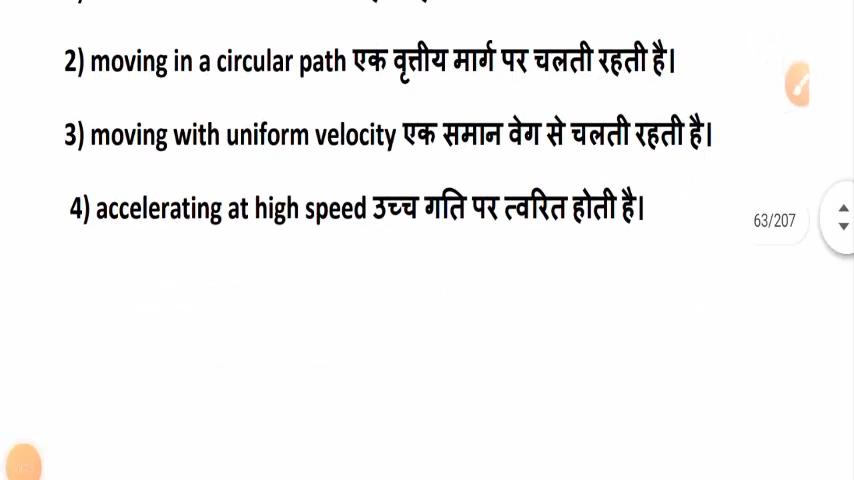 2) moving in a circular path एक वृत्तीय मार्ग पर चलती रहती है।
3) moving with uniform velocity एक समान वेग से चलती रहती है।
4) accelerating at high speed उच्च गति पर त्वरित होती है।
63/207